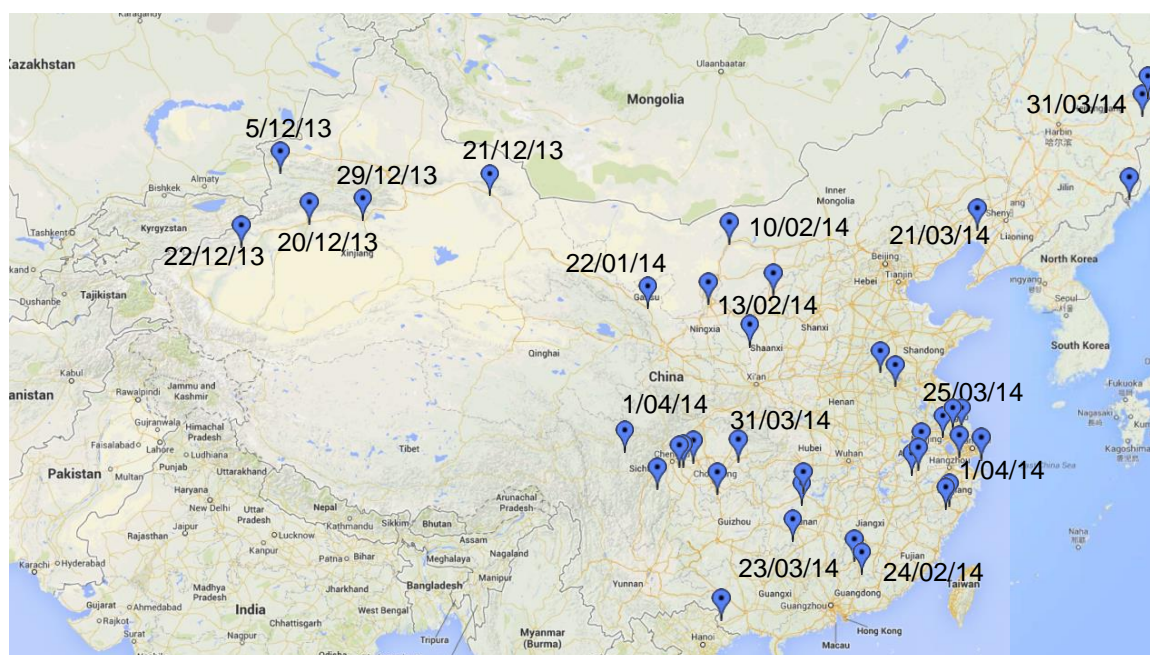 Karagandy
Kazakhstan
Ulaanbaatar
Mongolia
31/03/14
Harbin
哈尔滨
5/12/13
21/12/13
Almaty
Bishkek
29/12/13
Inner
Mongolia
Jilin
Tashkent
Kyrgyzstan
10/02/14
21/03/14
Liaoning
22/12/13
20/12/13
Xinjiang
22/01/14
Beijing
Tianjin
Hebei
North Korea
Dushanbe
Tajikistan
13/02/14
Seoul
서울
Ningxia
Shanxi
Shaanxi
Shandong
South Korea
Qinghai
Kabul
Jammu and
Kashmir
Rawalpindi
China
Xi'an
Henan
25/03/14
Fukuoka
Nagasaki
Gujranwala
Himachal
Pradesh
Faisalabad
Lahore
Ludhiana
1/04/14
31/03/14
Tibet
Hubei
Wuhan
Hangzhou
1/04/14
Pakistan
Multan
Punjab
Uttarakhand
Haryana
New Delhi
Uttar
Pradesh
Nepal
Kathmandu
Sikkim
Bhutan
Arunachal
Pradesh
Assam
Nagaland
Guizhou
Jiangxi
Fujian
Naha
Rajasthan
Jaipur
Kanpur
Lucknow
Patna
Bihar
Meghalaya
Manipur
23/03/14
24/02/14
Taiwan
Karachi
Hyderabad
Madhya
Pradesh
Jharkhand
Bangladesh
Yunnan
Guangxi
Guangdong
Guangzhou
Gujarat
Ahmedabad
Rajkot
Surat
India
Chhattisgarh
Nagpur
West Bengal
Tripura
Myanmar
(Burma)
Hanoi
Hong Kong
Macau